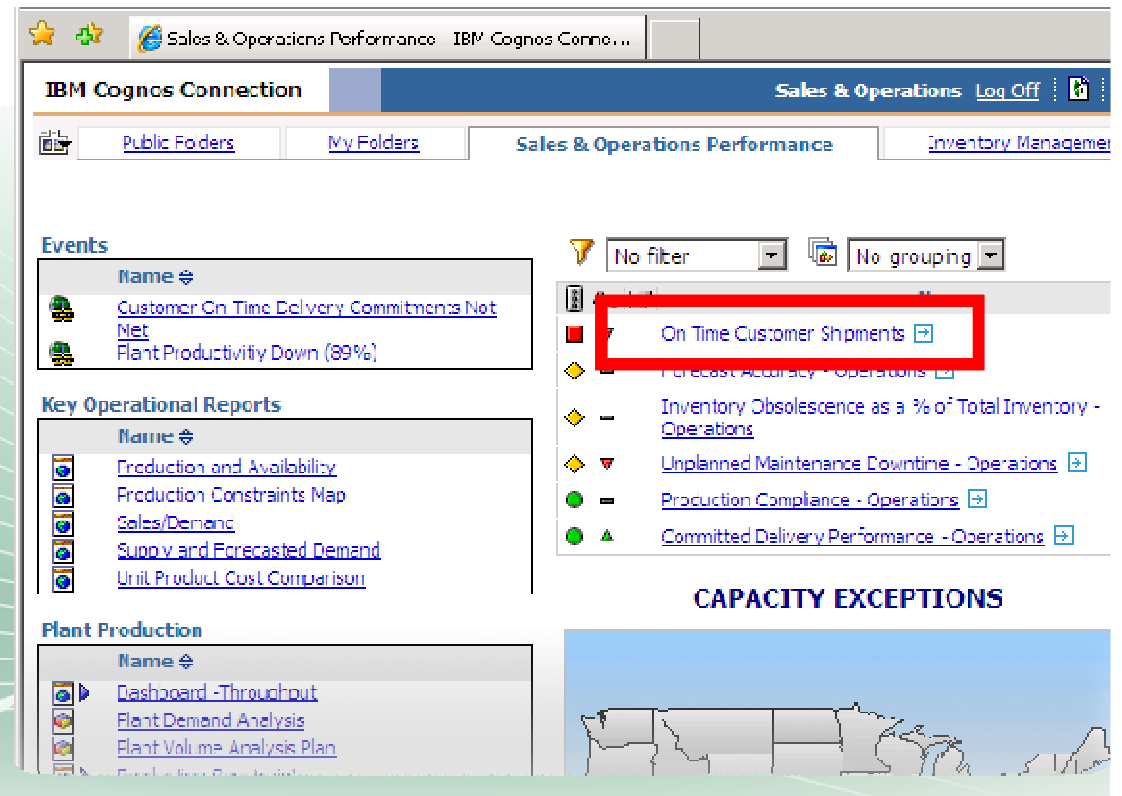 Sales & Operations Performance - IBM Cognos Conne...
IBM Cognos Connection
Sales & Operations Log Off
Public Folders My Folders Sales & Operations Performance Inventory Managemen
Events
Name
Customer On Time Delivery Commitments Not
Met
Plant Productivitiy Down (89%)
Key Operational Reports
Name
Production and Availability
Production Constraints Map
Sales/Demand
Supply and Forecasted Demand
Unit Product Cost Comparison
Plant Production
Name
Dashboard -Throughput
Plant Demand Analysis
Plant Volume Analysis Plan
No filter No grouping
On Time Customer Shipments
Forecast Accuracy - Operations
Inventory Obsolescence as a % of Total Inventory -
Operations
Unplanned Maintenance Downtime - Operations
Production Compliance - Operations
Committed Delivery Performance - Operations
CAPACITY EXCEPTIONS